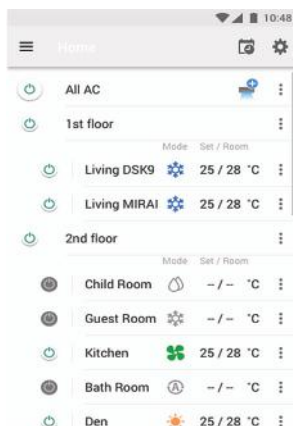 10:48
Home
All AC
1st floor
Mode Set / Room
Living DSK9 25 / 28 °C
Living MIRAI 25 / 28 °C
2nd floor
Mode Set / Room
Child Room -- / -- °C
Guest Room -- / -- °C
Kitchen 25 / 28 °C
Bath Room A -- / -- °C
Den 25 / 28 °C